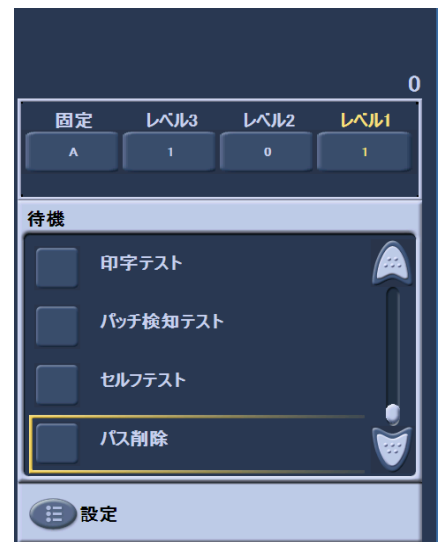 0
固定 レベル3 レベル2 レベル1
A 1 0 1
待機
印字テスト
パッチ検知テスト
セルフテスト
パス削除
設定